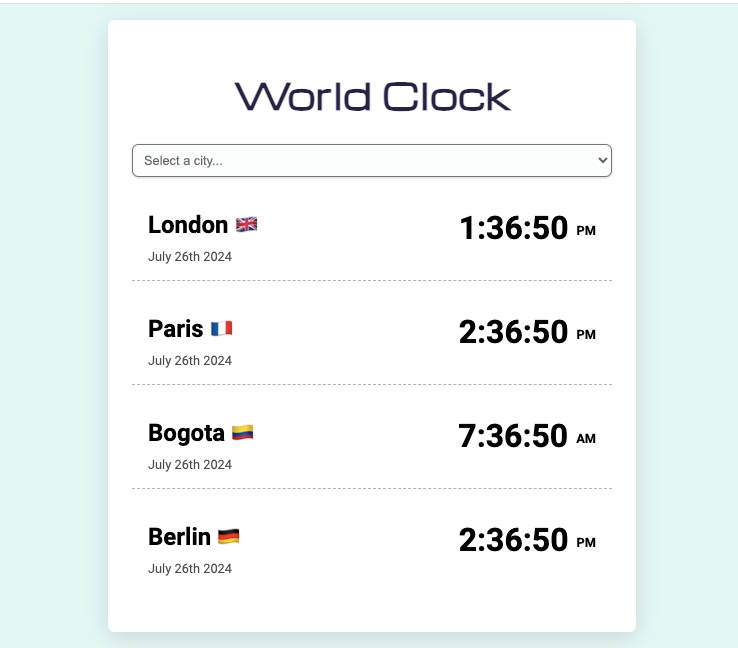 World Clock
Select a city...
London 🇬🇧 1:36:50 PM
July 26th 2024
Paris 🇫🇷 2:36:50 PM
July 26th 2024
Bogota 🇨🇴 7:36:50 AM
July 26th 2024
Berlin 🇩🇪 2:36:50 PM
July 26th 2024